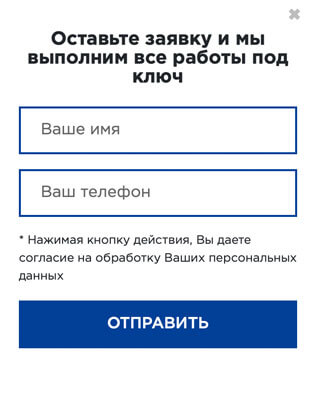 Оставьте заявку и мы
выполним все работы под
ключ
Ваше имя
Ваш телефон
* Нажимая кнопку действия, Вы даете
согласие на обработку Ваших персональных
данных
ОТПРАВИТЬ